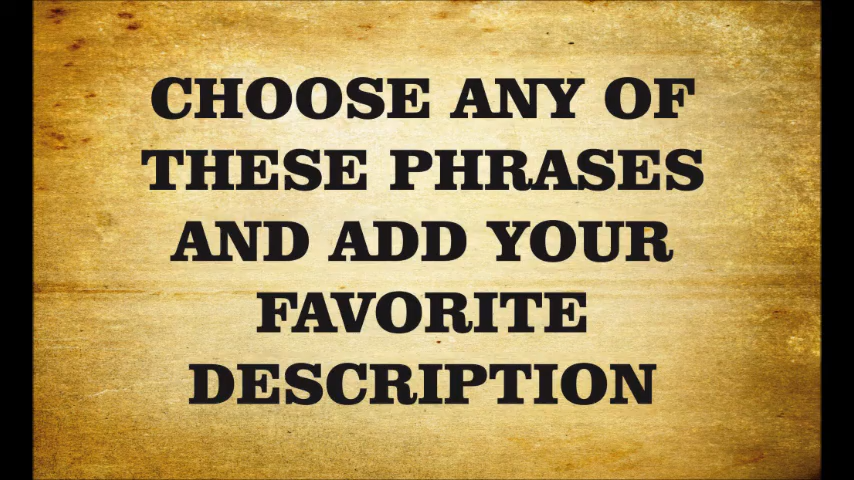 CHOOSE ANY OF
THESE PHRASES
AND ADD YOUR
FAVORITE
DESCRIPTION